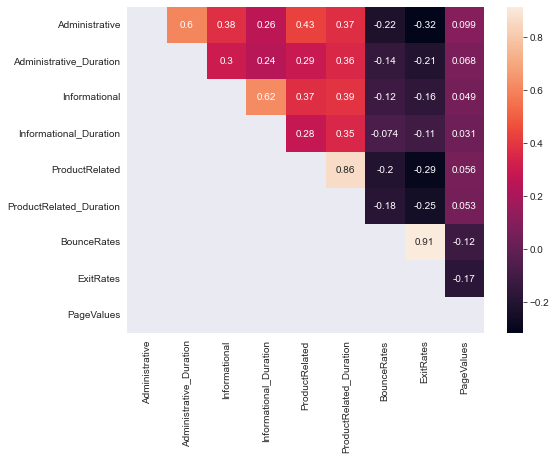 Administrative 0.6 0.38 0.26 0.43 0.37 -0.22 -0.32 0.099
Administrative_Duration 0.3 0.24 0.29 0.36 -0.14 -0.21 0.068
Informational 0.62 0.37 0.39 -0.12 -0.16 0.049
Informational_Duration 0.28 0.35 -0.074 -0.11 0.031
ProductRelated 0.86 -0.2 -0.29 0.056
ProductRelated_Duration -0.18 -0.25 0.053
BounceRates 0.91 -0.12
ExitRates -0.17
PageValues
Administrative
Administrative_Duration
Informational
Informational_Duration
ProductRelated
ProductRelated_Duration
BounceRates
ExitRates
PageValues
0.8
0.6
0.4
0.2
0.0
-0.2